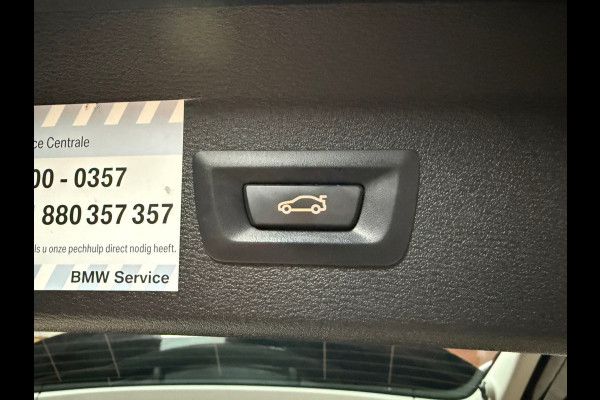 ce Centrale
00 - 0357
880 357 357
ls u onze pechhulp direct nodig heeft.
BMW Service